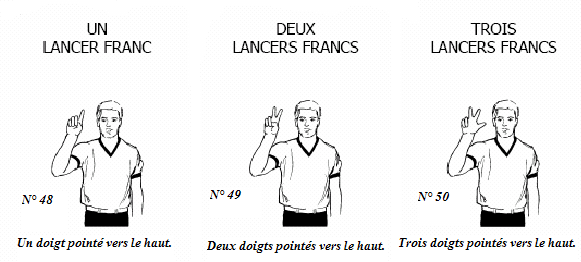 UN
LANCER FRANC
N° 48
Un doigt pointé vers le haut.
DEUX
LANCERS FRANCS
N° 49
Deux doigts pointés vers le haut.
TROIS
LANCERS FRANCS
N° 50
Trois doigts pointés vers le haut.